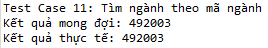 Test Case 11: Tìm ngành theo mã ngành
Kết quả mong đợi: 492003
Kết quả thực tế: 492003